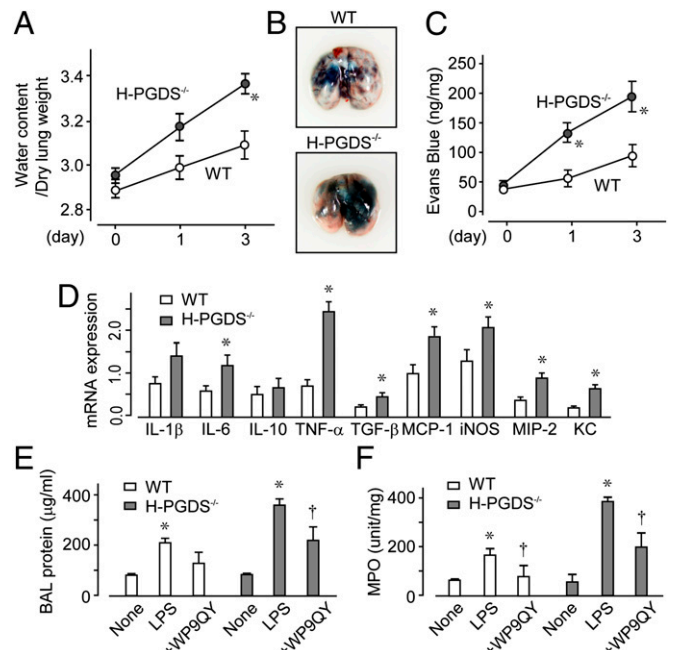 A
Water content
/Dry lung weight
3.4
3.2
3.0
2.8
H-PGDS-/-
*
WT
(day)
0
1
3
B
WT
H-PGDS-/-
C
Evans Blue (ng/mg)
250
200
150
100
50
0
H-PGDS-/-
*
*
WT
(day)
0
1
3
D
WT
H-PGDS-/-
mRNA expression
2.0
1.0
0.0
* * * * * * *
IL-1β IL-6 IL-10 TNF-α TGF-β MCP-1 iNOS MIP-2 KC
E
WT
H-PGDS-/-
BAL protein (μg/ml)
400
200
0
* * †
None LPS +WP9QY None LPS +WP9QY
F
WT
H-PGDS-/-
MPO (unit/mg)
400
200
0
* † * †
None LPS +WP9QY None LPS +WP9QY